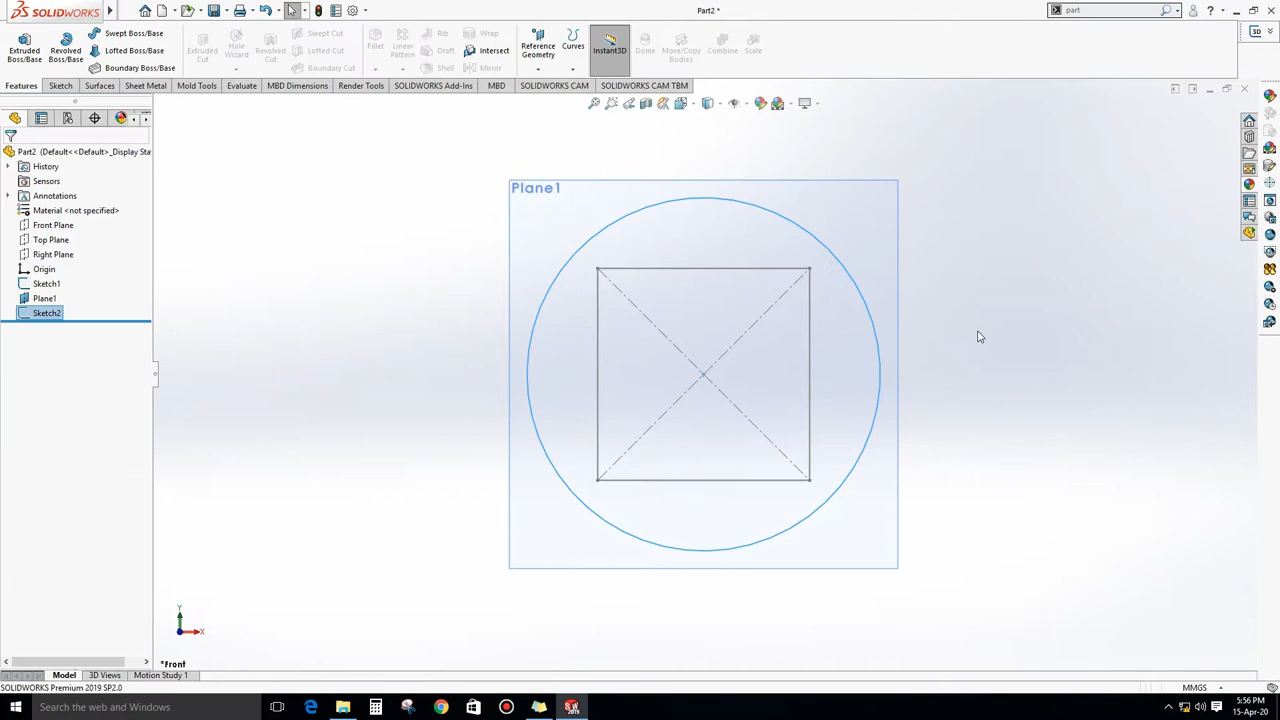 SOLIDWORKS
Part2 *
part
Extruded Boss/Base
Revolved Boss/Base
Swept Boss/Base
Lofted Boss/Base
Boundary Boss/Base
Extruded Cut
Hole Wizard
Revolved Cut
Swept Cut
Lofted Cut
Boundary Cut
Fillet
Linear Pattern
Rib
Draft
Shell
Wrap
Intersect
Mirror
Reference Geometry
Curves
Instant3D
Dome
Move/Copy Bodies
Combine
Scale
3D
Features
Sketch
Surfaces
Sheet Metal
Mold Tools
Evaluate
MBD Dimensions
Render Tools
SOLIDWORKS Add-Ins
MBD
SOLIDWORKS CAM
SOLIDWORKS CAM TBM
Part2 (Default<<Default>_Display Sta
History
Sensors
Annotations
Material <not specified>
Front Plane
Top Plane
Right Plane
Origin
Sketch1
Plane1
Sketch2
Plane1
Y
X
*Front
Model
3D Views
Motion Study 1
SOLIDWORKS Premium 2019 SP2.0
MMGS
Search the web and Windows
5:56 PM
15-Apr-20